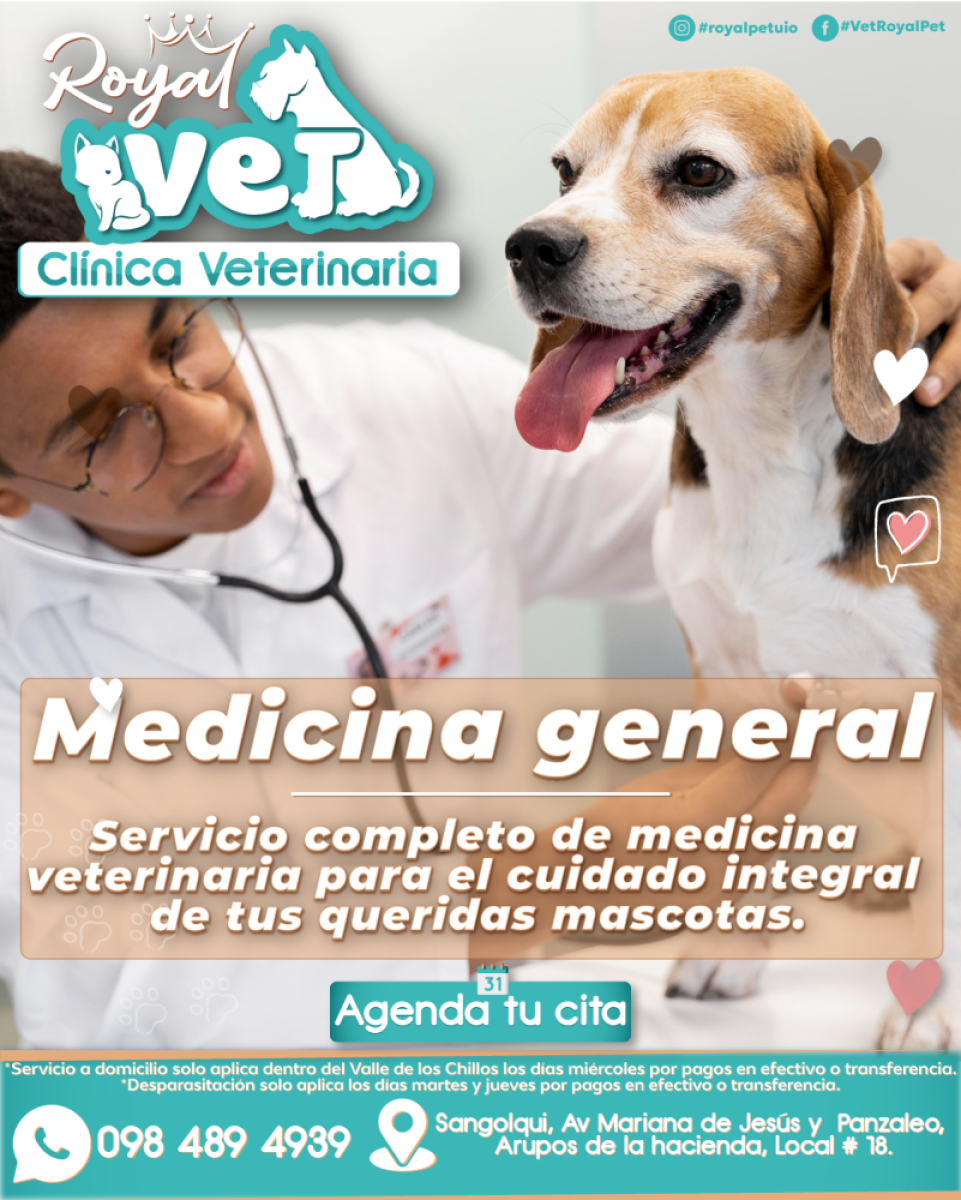 #royalpetuio
#VetRoyalPet
Royal
vet
Clínica Veterinaria
Medicina general
Servicio completo de medicina
veterinaria para el cuidado integral
de tus queridas mascotas.
31
Agenda tu cita
*Servicio a domicilio solo aplica dentro del Valle de los Chillos los días miércoles por pagos en efectivo o transferencia.
*Desparasitación solo aplica los días martes y jueves por pagos en efectivo o transferencia.
098 489 4939
Sangolqui, Av Mariana de Jesús y Panzaleo,
Arupos de la hacienda, Local # 18.